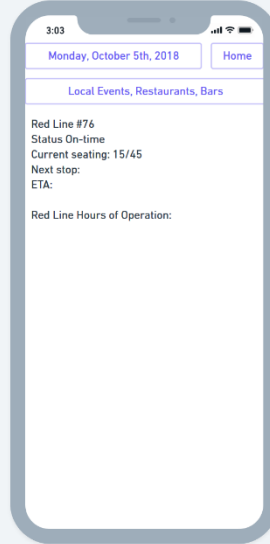 3:03
Monday, October 5th, 2018
Home
Local Events, Restaurants, Bars
Red Line #76
Status On-time
Current seating: 15/45
Next stop:
ETA:
Red Line Hours of Operation: